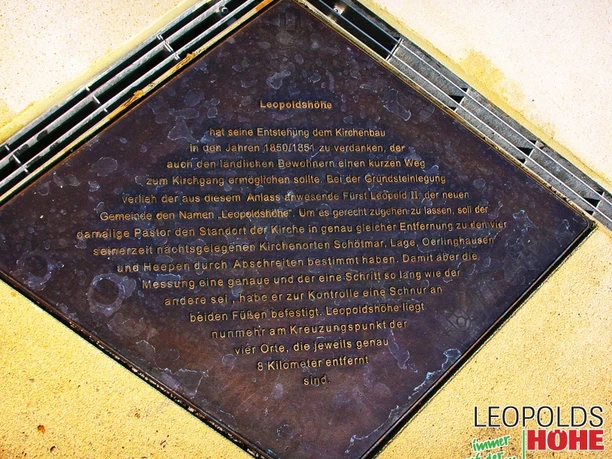 Leopoldshöhe
hat seine Entstehung dem Kirchenbau
in den Jahren 1850/1851 zu verdanken, der
auch den ländlichen Bewohnern einen kurzen Weg
zum Kirchgang ermöglichen sollte. Bei der Grundsteinlegung
verlieh der aus diesem Anlass anwesende Fürst Leopold II. der neuen
Gemeinde den Namen „Leopoldshöhe“. Um es gerecht zugehen zu lassen, soll der
damalige Pastor den Standort der Kirche in genau gleicher Entfernung zu den vier
seinerzeit nächstgelegenen Kirchenorten Schötmar, Lage, Oerlinghausen
und Heepen durch Abschreiten bestimmt haben. Damit aber die
Messung eine genaue und der eine Schritt so lang wie der
andere sei , habe er zur Kontrolle eine Schnur an
beiden Füßen befestigt. Leopoldshöhe liegt
nunmehr am Kreuzungspunkt der
vier Orte, die jeweils genau
8 Kilometer entfernt
sind
LEOPOLDS
HÖHE
immer